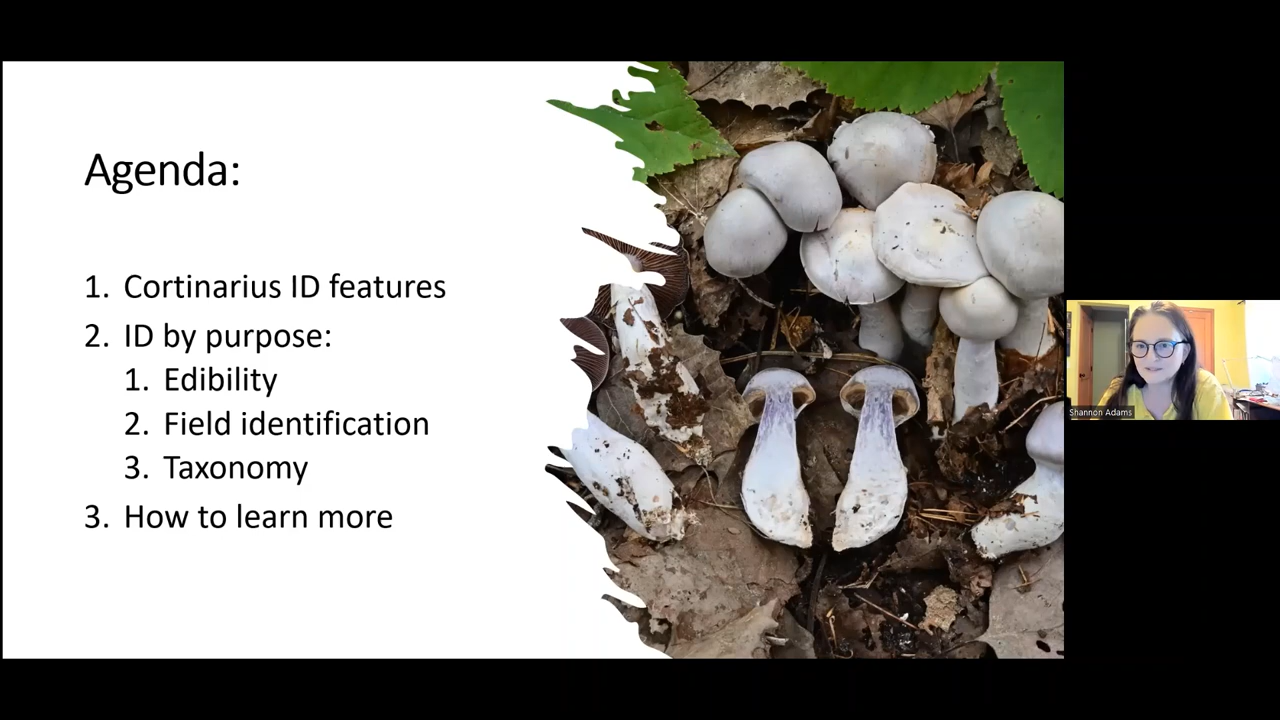 Agenda:
1. Cortinarius ID features
2. ID by purpose:
1. Edibility
2. Field identification
3. Taxonomy
3. How to learn more
Shannon Adams